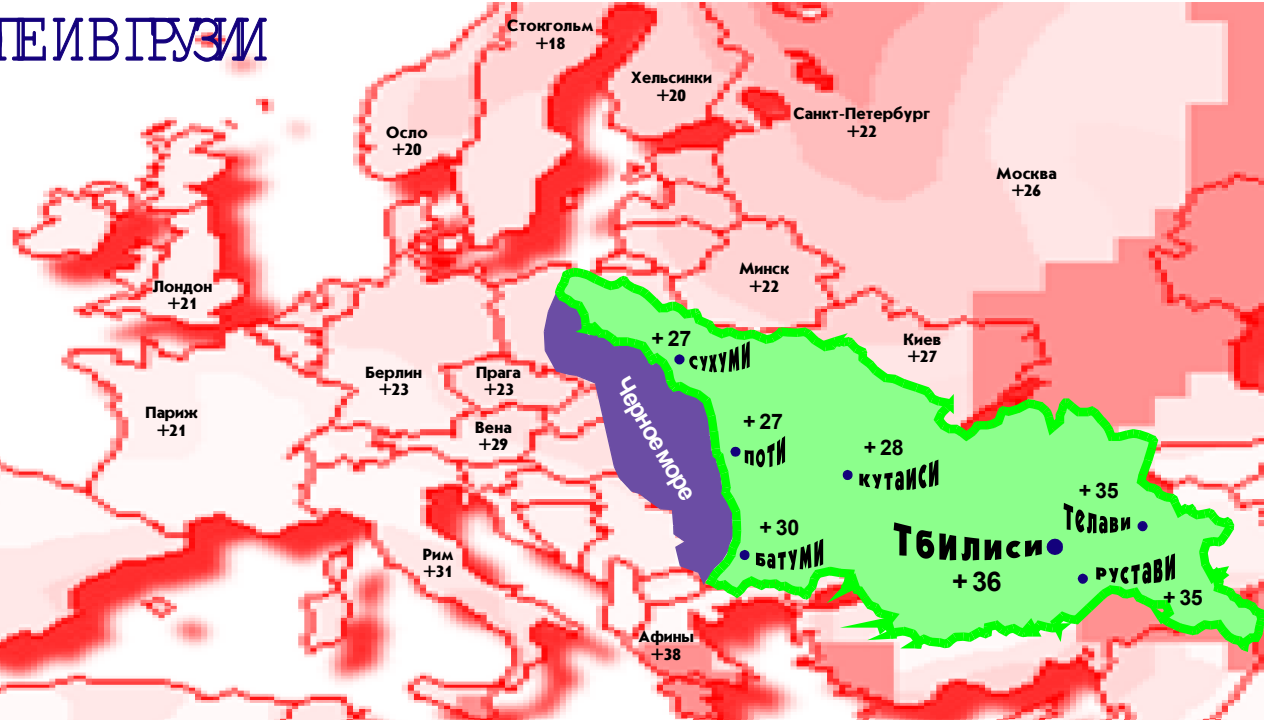 ПЕ И В ГРУЗИИ
Стокгольм
+18
Хельсинки
+20
Осло
+20
Санкт-Петербург
+22
Москва
+26
Минск
+22
Лондон
+21
Киев
+27
+ 27
сухуми
Берлин
+23
Прага
+23
Париж
+21
Вена
+29
Черное море
+ 27
поти
+ 28
кутаиси
+ 35
Телави
+ 30
батуми
Тбилиси
+ 36
рустави
+ 35
Рим
+31
Афины
+38